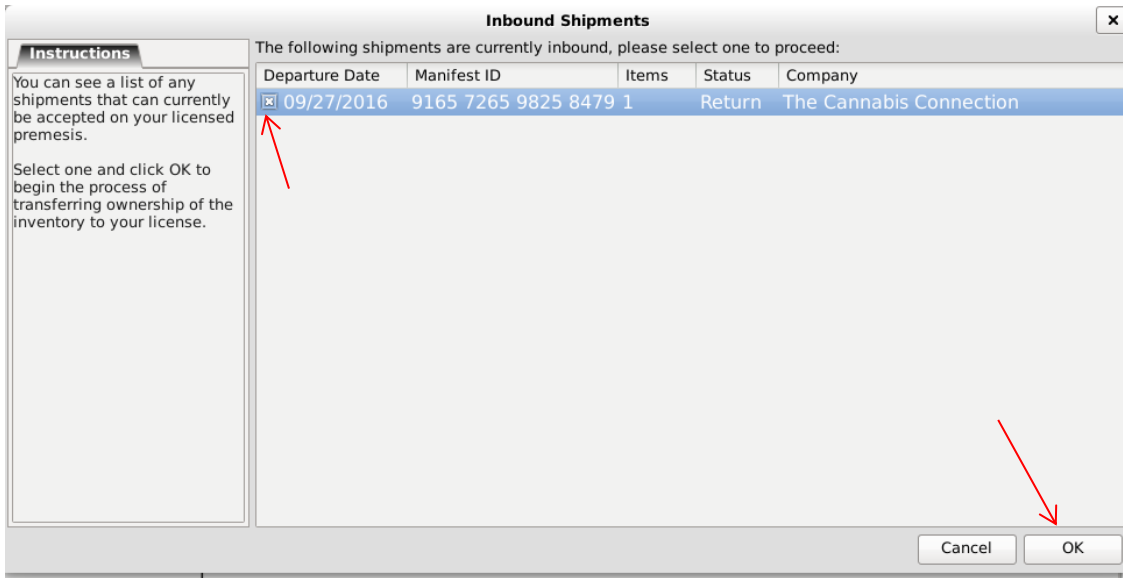 Inbound Shipments
Instructions
You can see a list of any
shipments that can currently
be accepted on your licensed
premesis.
Select one and click OK to
begin the process of
transferring ownership of the
inventory to your license.
The following shipments are currently inbound, please select one to proceed:
Departure Date Manifest ID Items Status Company
09/27/2016 9165 7265 9825 8479 1 Return The Cannabis Connection
Cancel OK